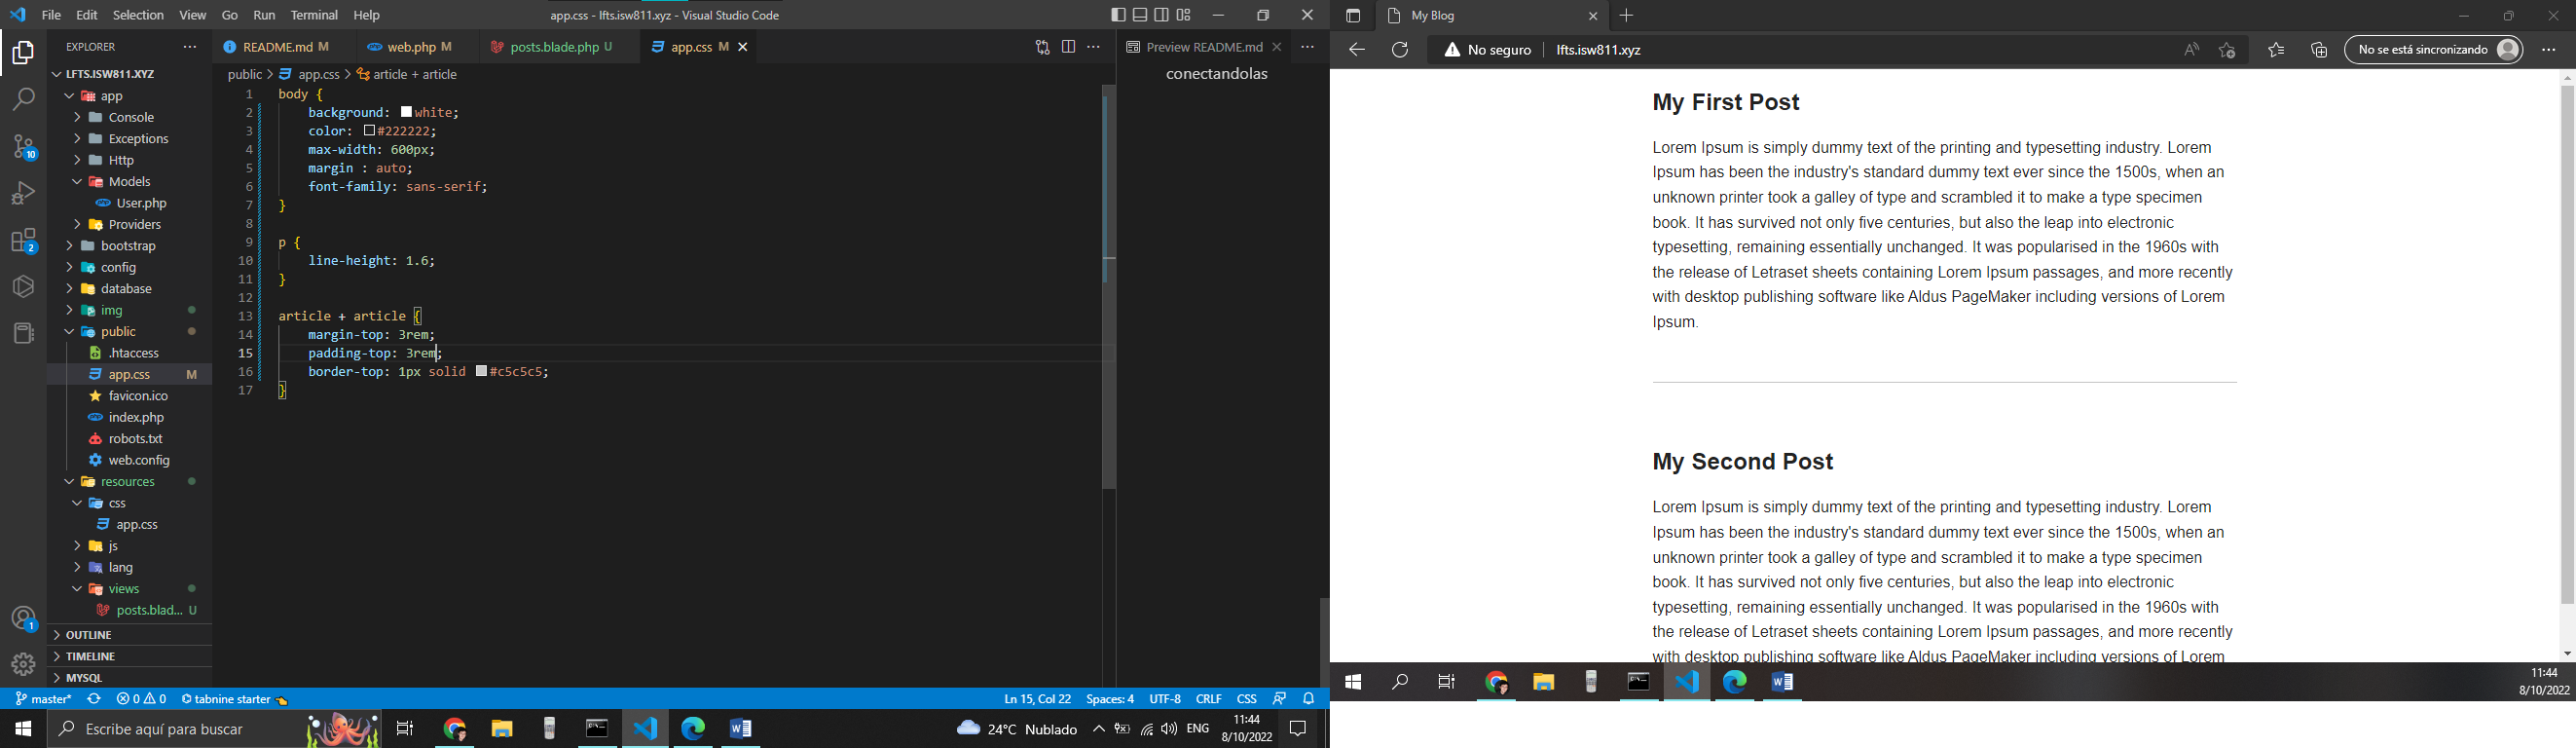 File Edit Selection View Go Run Terminal Help
app.css - lfts.isw811.xyz - Visual Studio Code
EXPLORER
LFTS.ISW811.XYZ
app
Console
Exceptions
Http
Models
User.php
Providers
bootstrap
config
database
img
public
.htaccess
app.css M
favicon.ico
index.php
robots.txt
web.config
resources
css
app.css
js
lang
views
posts.blad... U
OUTLINE
TIMELINE
MYSQL
10
2
1
README.md M web.php M posts.blade.php U app.css M
public > app.css > article + article
1 body {
2 background: white;
3 color: #222222;
4 max-width: 600px;
5 margin : auto;
6 font-family: sans-serif;
7 }
8
9 p {
10 line-height: 1.6;
11 }
12
13 article + article {
14 margin-top: 3rem;
15 padding-top: 3rem;
16 border-top: 1px solid #c5c5c5;
17 }
Preview README.md
conectandolas
master* 0 0 tabnine starter
Ln 15, Col 22 Spaces: 4 UTF-8 CRLF CSS
Escribe aquí para buscar
24°C Nublado ENG
11:44
8/10/2022
My Blog
No seguro lfts.isw811.xyz
No se está sincronizando
My First Post
Lorem Ipsum is simply dummy text of the printing and typesetting industry. Lorem
Ipsum has been the industry's standard dummy text ever since the 1500s, when an
unknown printer took a galley of type and scrambled it to make a type specimen
book. It has survived not only five centuries, but also the leap into electronic
typesetting, remaining essentially unchanged. It was popularised in the 1960s with
the release of Letraset sheets containing Lorem Ipsum passages, and more recently
with desktop publishing software like Aldus PageMaker including versions of Lorem
Ipsum.
My Second Post
Lorem Ipsum is simply dummy text of the printing and typesetting industry. Lorem
Ipsum has been the industry's standard dummy text ever since the 1500s, when an
unknown printer took a galley of type and scrambled it to make a type specimen
book. It has survived not only five centuries, but also the leap into electronic
typesetting, remaining essentially unchanged. It was popularised in the 1960s with
the release of Letraset sheets containing Lorem Ipsum passages, and more recently
with desktop publishing software like Aldus PageMaker including versions of Lorem
11:44
8/10/2022